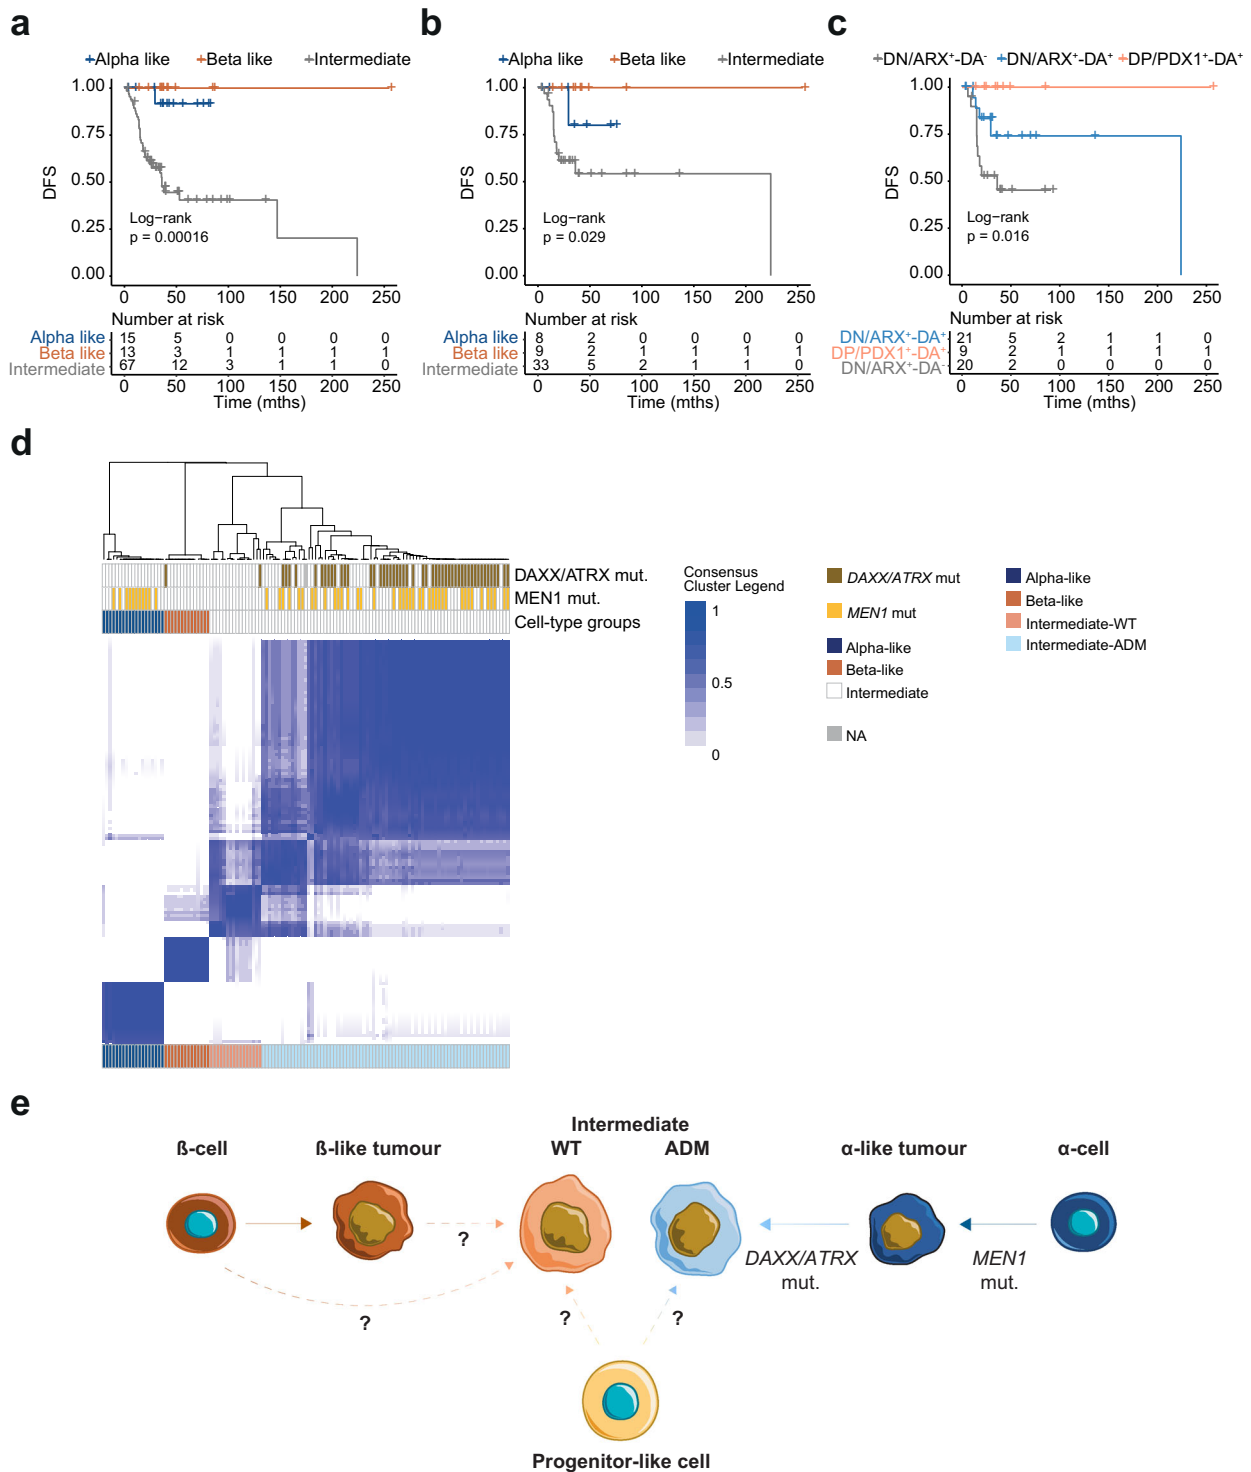 a
Alpha like Beta like Intermediate
1.00
0.75
0.50
0.25
0.00
DFS
Log−rank
p = 0.00016
0 50 100 150 200 250
Number at risk
Alpha like 15 5 0 0 0 0
Beta like 13 3 1 1 1 0
Intermediate 67 12 3 1 1 0
0 50 100 150 200 250
Time (mths)
b
Alpha like Beta like Intermediate
1.00
0.75
0.50
0.25
0.00
DFS
Log−rank
p = 0.029
0 50 100 150 200 250
Number at risk
Alpha like 8 2 0 0 0 0
Beta like 9 2 1 1 1 1
Intermediate 33 5 2 1 1 0
0 50 100 150 200 250
Time (mths)
c
DN/ARX⁺-DA⁻ DN/ARX⁺-DA⁺ DP/PDX1⁺-DA⁺
1.00
0.75
0.50
0.25
0.00
DFS
Log−rank
p = 0.016
0 50 100 150 200 250
Number at risk
DN/ARX⁺-DA⁺ 21 5 2 1 1 0
DP/PDX1⁺-DA⁺ 9 2 1 1 1 1
DN/ARX⁺-DA⁻ 20 2 0 0 0 0
0 50 100 150 200 250
Time (mths)
d
DAXX/ATRX mut.
MEN1 mut.
Cell-type groups
Consensus
Cluster Legend
1
0.5
0
DAXX/ATRX mut
MEN1 mut
Alpha-like
Beta-like
Intermediate
NA
Alpha-like
Beta-like
Intermediate-WT
Intermediate-ADM
e
Intermediate
ß-cell ß-like tumour WT ADM α-like tumour α-cell
?
DAXX/ATRX
mut.
MEN1
mut.
?
?
?
Progenitor-like cell